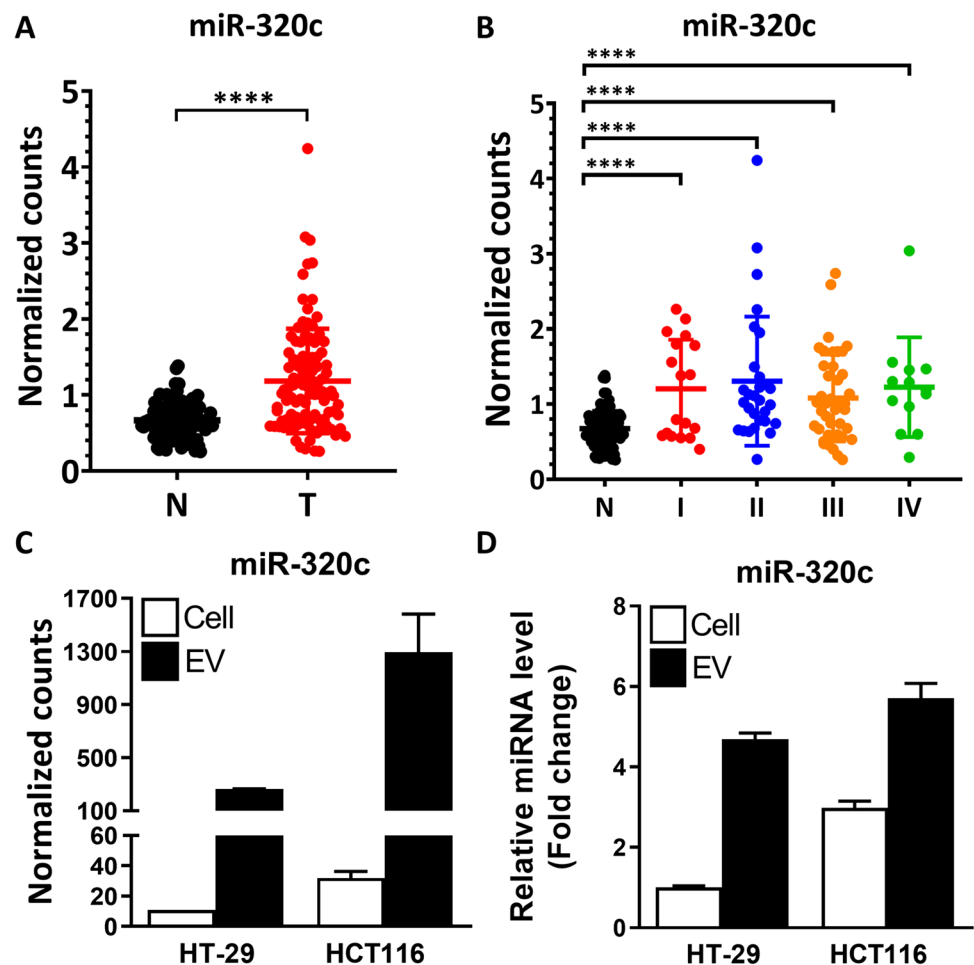 A
miR-320c
Normalized counts
5
4
3
2
1
0
****
N
T
B
miR-320c
Normalized counts
5
4
3
2
1
0
****
****
****
****
N
I
II
III
IV
C
miR-320c
Normalized counts
1700
1300
900
500
100
60
40
20
0
Cell
EV
HT-29
HCT116
D
miR-320c
Relative miRNA level
(Fold change)
8
6
4
2
0
Cell
EV
HT-29
HCT116